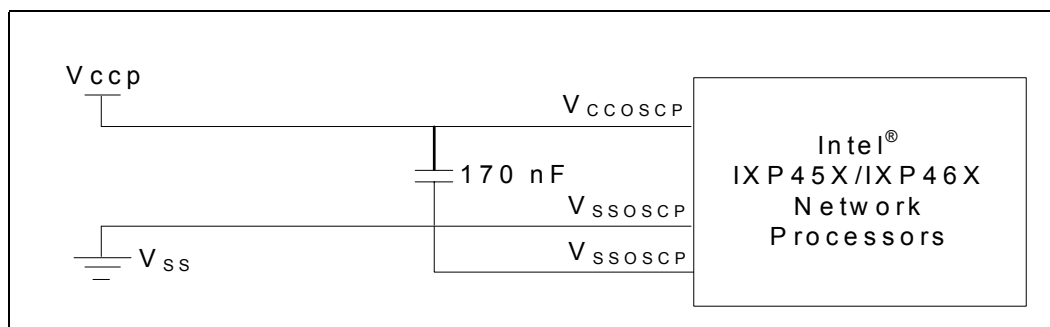 Vccp
VCCOSCP
170 nF
VSSOSCP
VSSOSCP
VSS
Intel®
IXP45X/IXP46X
Network
Processors